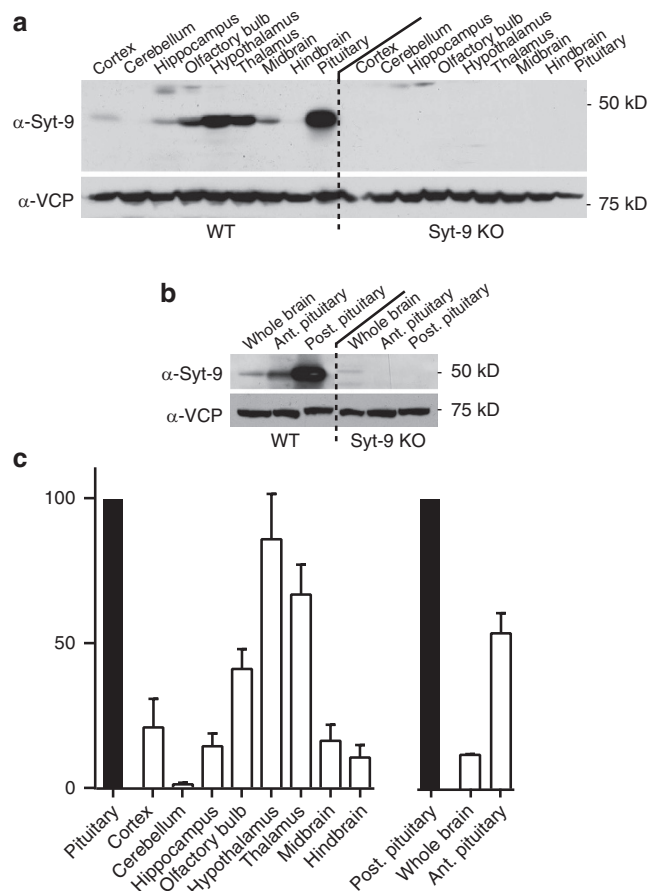 a
Cortex
Cerebellum
Hippocampus
Olfactory bulb
Hypothalamus
Thalamus
Midbrain
Hindbrain
Pituitary
Cortex
Cerebellum
Hippocampus
Olfactory bulb
Hypothalamus
Thalamus
Midbrain
Hindbrain
Pituitary
α-Syt-9
- 50 kD
α-VCP
- 75 kD
WT
Syt-9 KO
b
Whole brain
Ant. pituitary
Post. pituitary
Whole brain
Ant. pituitary
Post. pituitary
α-Syt-9
- 50 kD
α-VCP
- 75 kD
WT
Syt-9 KO
c
100
50
0
Pituitary
Cortex
Cerebellum
Hippocampus
Olfactory bulb
Hypothalamus
Thalamus
Midbrain
Hindbrain
Post. pituitary
Whole brain
Ant. pituitary